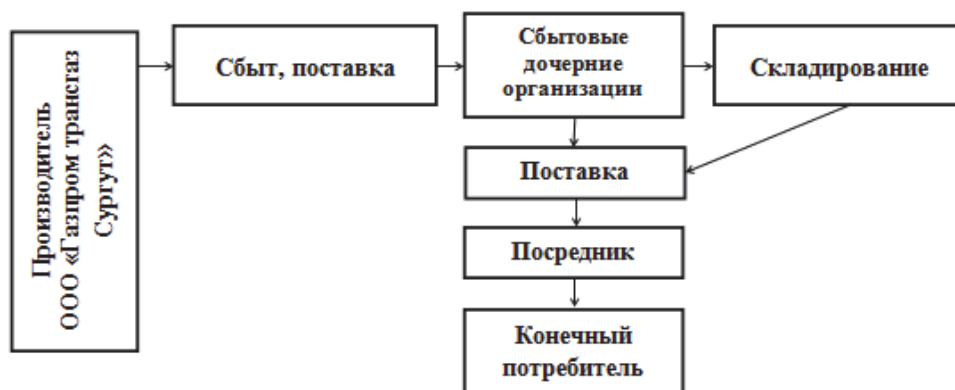 Производитель
ООО «Газпром трансгаз
Сургут»
Сбыт, поставка
Сбытовые
дочерние
организации
Складирование
Поставка
Посредник
Конечный
потребитель